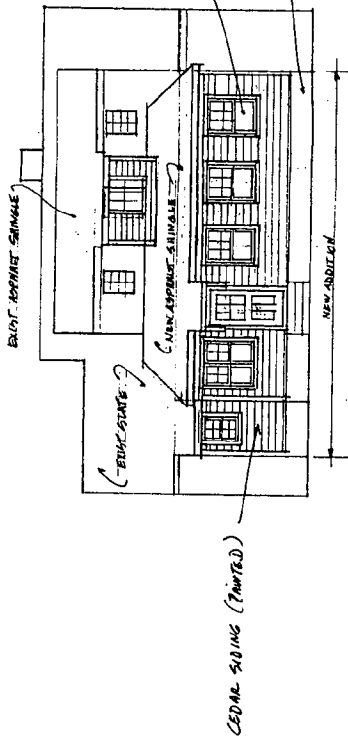 EXIST. ASPHALT SHINGLE
EXIST SLATE
NEW ASPHALT SHINGLE
CEDAR SIDING (PAINTED)
NEW ADDITION